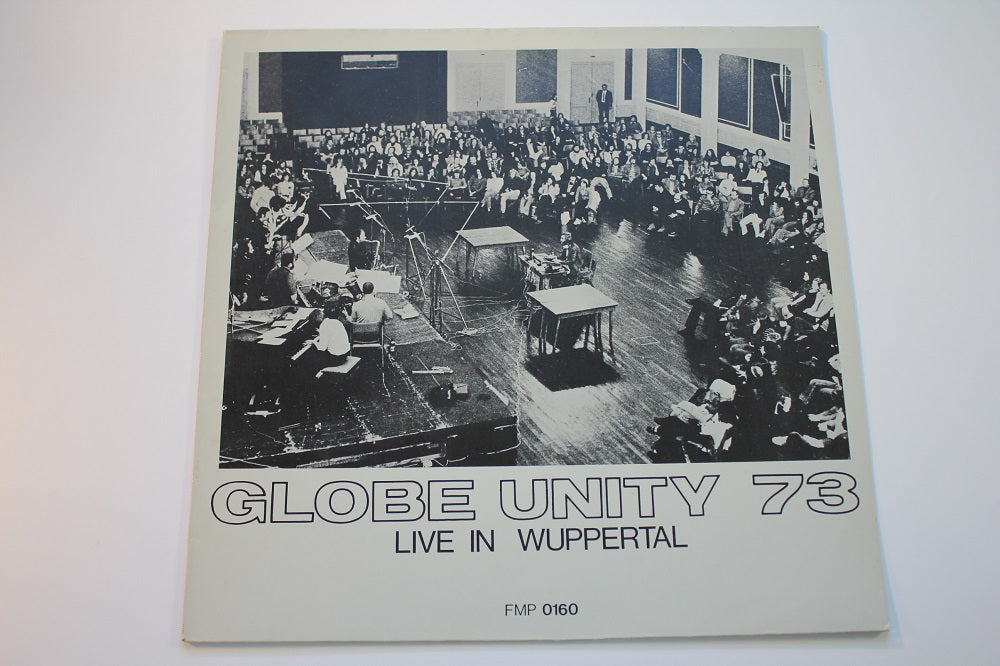 GLOBE UNITY 73
LIVE IN WUPPERTAL
FMP 0160